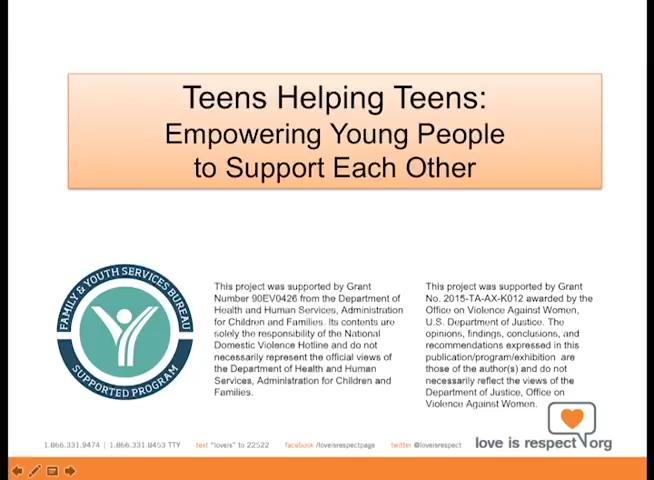 Teens Helping Teens:
Empowering Young People
to Support Each Other
FAMILY & YOUTH SERVICES BUREAU
SUPPORTED PROGRAM
This project was supported by Grant
Number 90EV0426 from the Department of
Health and Human Services, Administration
for Children and Families. Its contents are
solely the responsibility of the National
Domestic Violence Hotline and do not
necessarily represent the official views of
the Department of Health and Human
Services, Administration for Children and
Families.
This project was supported by Grant
No. 2015-TA-AX-K012 awarded by the
Office on Violence Against Women,
U.S. Department of Justice. The
opinions, findings, conclusions, and
recommendations expressed in this
publication/program/exhibition are
those of the author(s) and do not
necessarily reflect the views of the
Department of Justice, Office on
Violence Against Women.
1.866.331.9474 | 1.866.331.8453 TTY text "loveis" to 22522 facebook /loveisrespectpage twitter @loveisrespect love is respect org